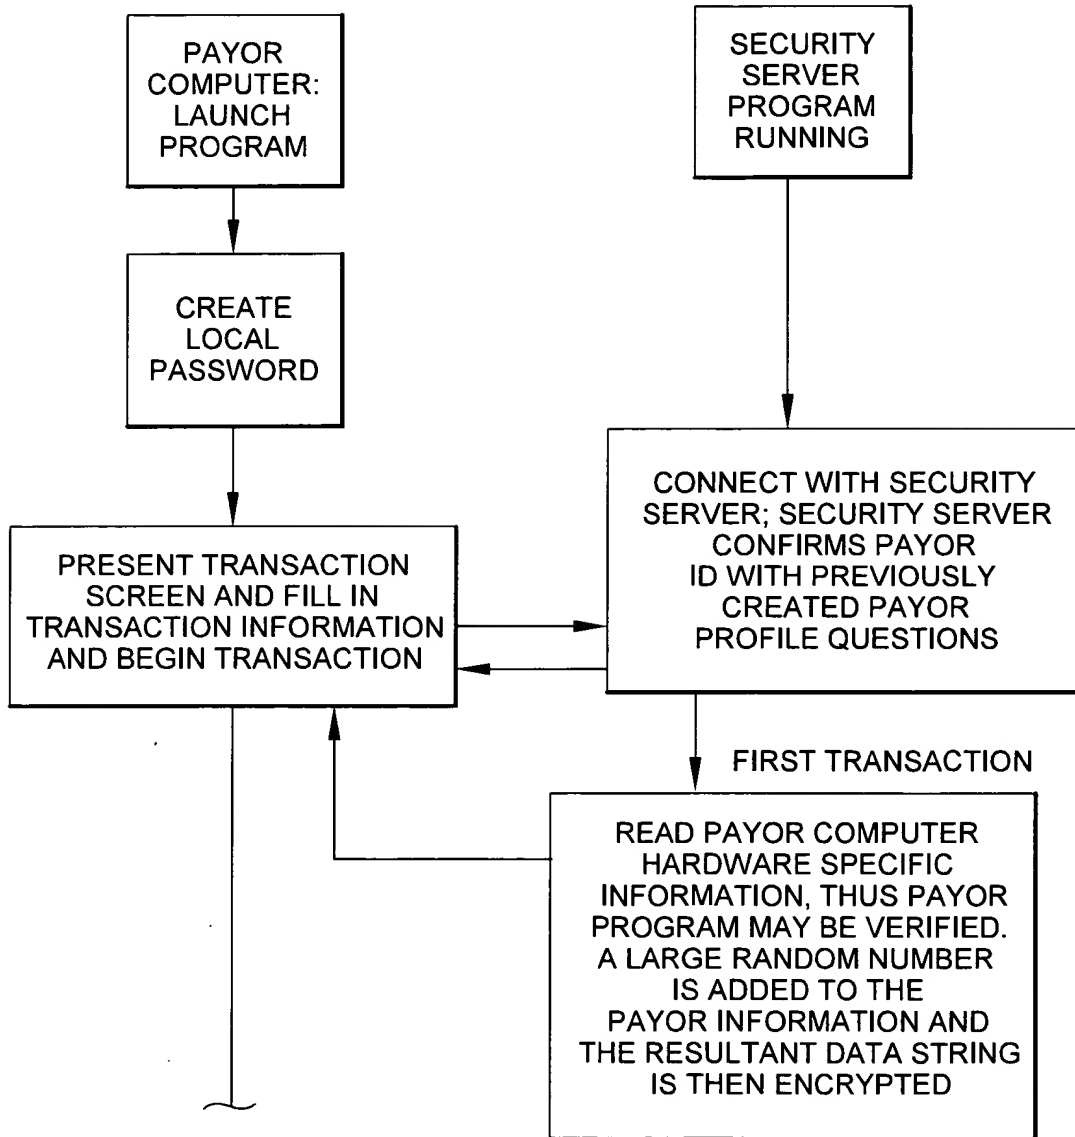 PAYOR
COMPUTER:
LAUNCH
PROGRAM
SECURITY
SERVER
PROGRAM
RUNNING
CREATE
LOCAL
PASSWORD
PRESENT TRANSACTION
SCREEN AND FILL IN
TRANSACTION INFORMATION
AND BEGIN TRANSACTION
CONNECT WITH SECURITY
SERVER; SECURITY SERVER
CONFIRMS PAYOR
ID WITH PREVIOUSLY
CREATED PAYOR
PROFILE QUESTIONS
FIRST TRANSACTION
READ PAYOR COMPUTER
HARDWARE SPECIFIC
INFORMATION, THUS PAYOR
PROGRAM MAY BE VERIFIED.
A LARGE RANDOM NUMBER
IS ADDED TO THE
PAYOR INFORMATION AND
THE RESULTANT DATA STRING
IS THEN ENCRYPTED